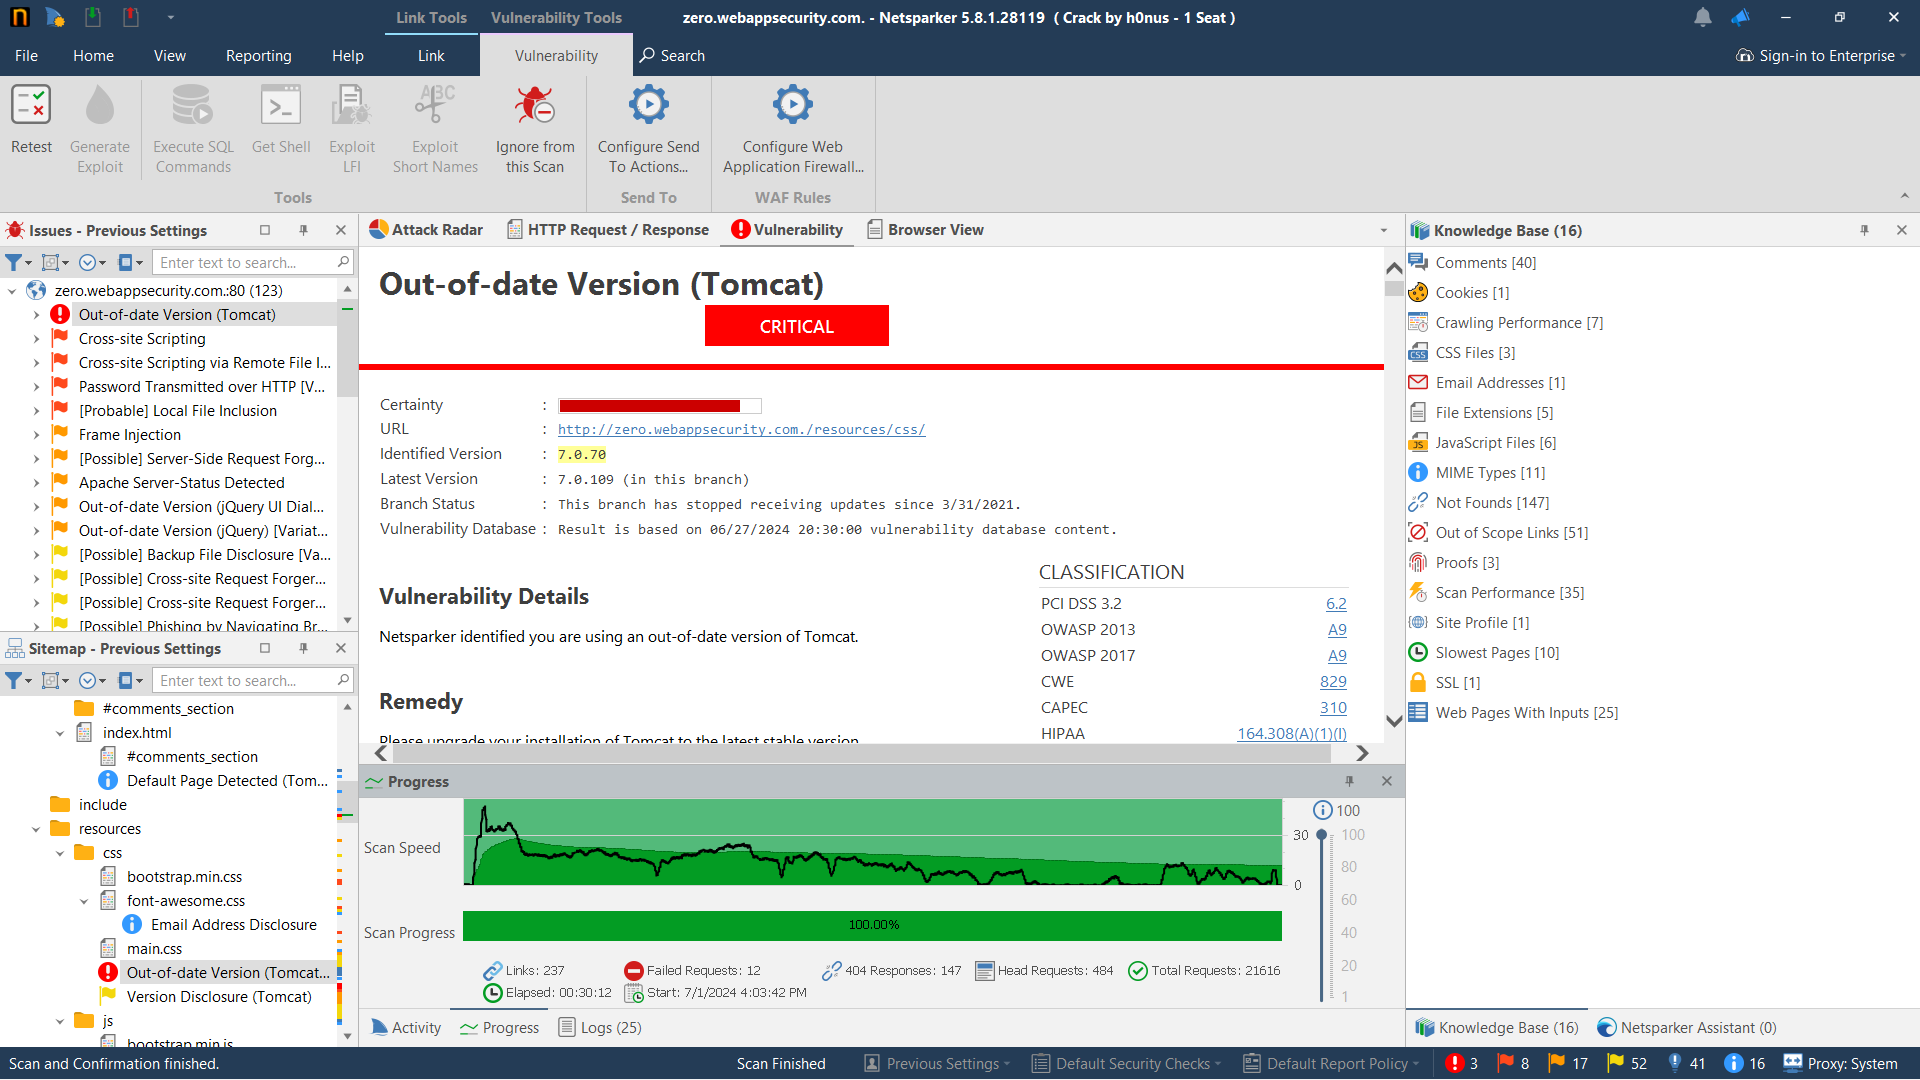 Link Tools Vulnerability Tools zero.webappsecurity.com. - Netsparker 5.8.1.28119 ( Crack by h0nus - 1 Seat )
File Home View Reporting Help Link Vulnerability Search Sign-in to Enterprise
Retest
Generate Exploit
Execute SQL Commands
Get Shell
Exploit LFI
Exploit Short Names
Ignore from this Scan
Configure Send To Actions...
Configure Web Application Firewall...
Tools Send To WAF Rules
Issues - Previous Settings
Enter text to search...
zero.webappsecurity.com.:80 (123)
Out-of-date Version (Tomcat)
Cross-site Scripting
Cross-site Scripting via Remote File I...
Password Transmitted over HTTP [V...
[Probable] Local File Inclusion
Frame Injection
[Possible] Server-Side Request Forg...
Apache Server-Status Detected
Out-of-date Version (jQuery UI Dial...
Out-of-date Version (jQuery) [Variat...
[Possible] Backup File Disclosure [Va...
[Possible] Cross-site Request Forger...
[Possible] Cross-site Request Forger...
[Possible] Phishing by Navigating Br...
Sitemap - Previous Settings
Enter text to search...
#comments_section
index.html
#comments_section
Default Page Detected (Tom...
include
resources
css
bootstrap.min.css
font-awesome.css
Email Address Disclosure
main.css
Out-of-date Version (Tomcat...
Version Disclosure (Tomcat)
js
bootstrap.min.js
Attack Radar HTTP Request / Response Vulnerability Browser View
Out-of-date Version (Tomcat)
CRITICAL
Certainty :
URL : http://zero.webappsecurity.com./resources/css/
Identified Version : 7.0.70
Latest Version : 7.0.109 (in this branch)
Branch Status : This branch has stopped receiving updates since 3/31/2021.
Vulnerability Database : Result is based on 06/27/2024 20:30:00 vulnerability database content.
Vulnerability Details
Netsparker identified you are using an out-of-date version of Tomcat.
Remedy
Please upgrade your installation of Tomcat to the latest stable version
CLASSIFICATION
PCI DSS 3.2 6.2
OWASP 2013 A9
OWASP 2017 A9
CWE 829
CAPEC 310
HIPAA 164.308(A)(1)(I)
Progress
Scan Speed
30
0
100
100
80
60
40
20
1
Scan Progress 100.00%
Links: 237 Failed Requests: 12 404 Responses: 147 Head Requests: 484 Total Requests: 21616
Elapsed: 00:30:12 Start: 7/1/2024 4:03:42 PM
Activity Progress Logs (25)
Knowledge Base (16)
Comments [40]
Cookies [1]
Crawling Performance [7]
CSS Files [3]
Email Addresses [1]
File Extensions [5]
JavaScript Files [6]
MIME Types [11]
Not Founds [147]
Out of Scope Links [51]
Proofs [3]
Scan Performance [35]
Site Profile [1]
Slowest Pages [10]
SSL [1]
Web Pages With Inputs [25]
Knowledge Base (16) Netsparker Assistant (0)
Scan and Confirmation finished. Scan Finished Previous Settings Default Security Checks Default Report Policy 3 8 17 52 41 16 Proxy: System